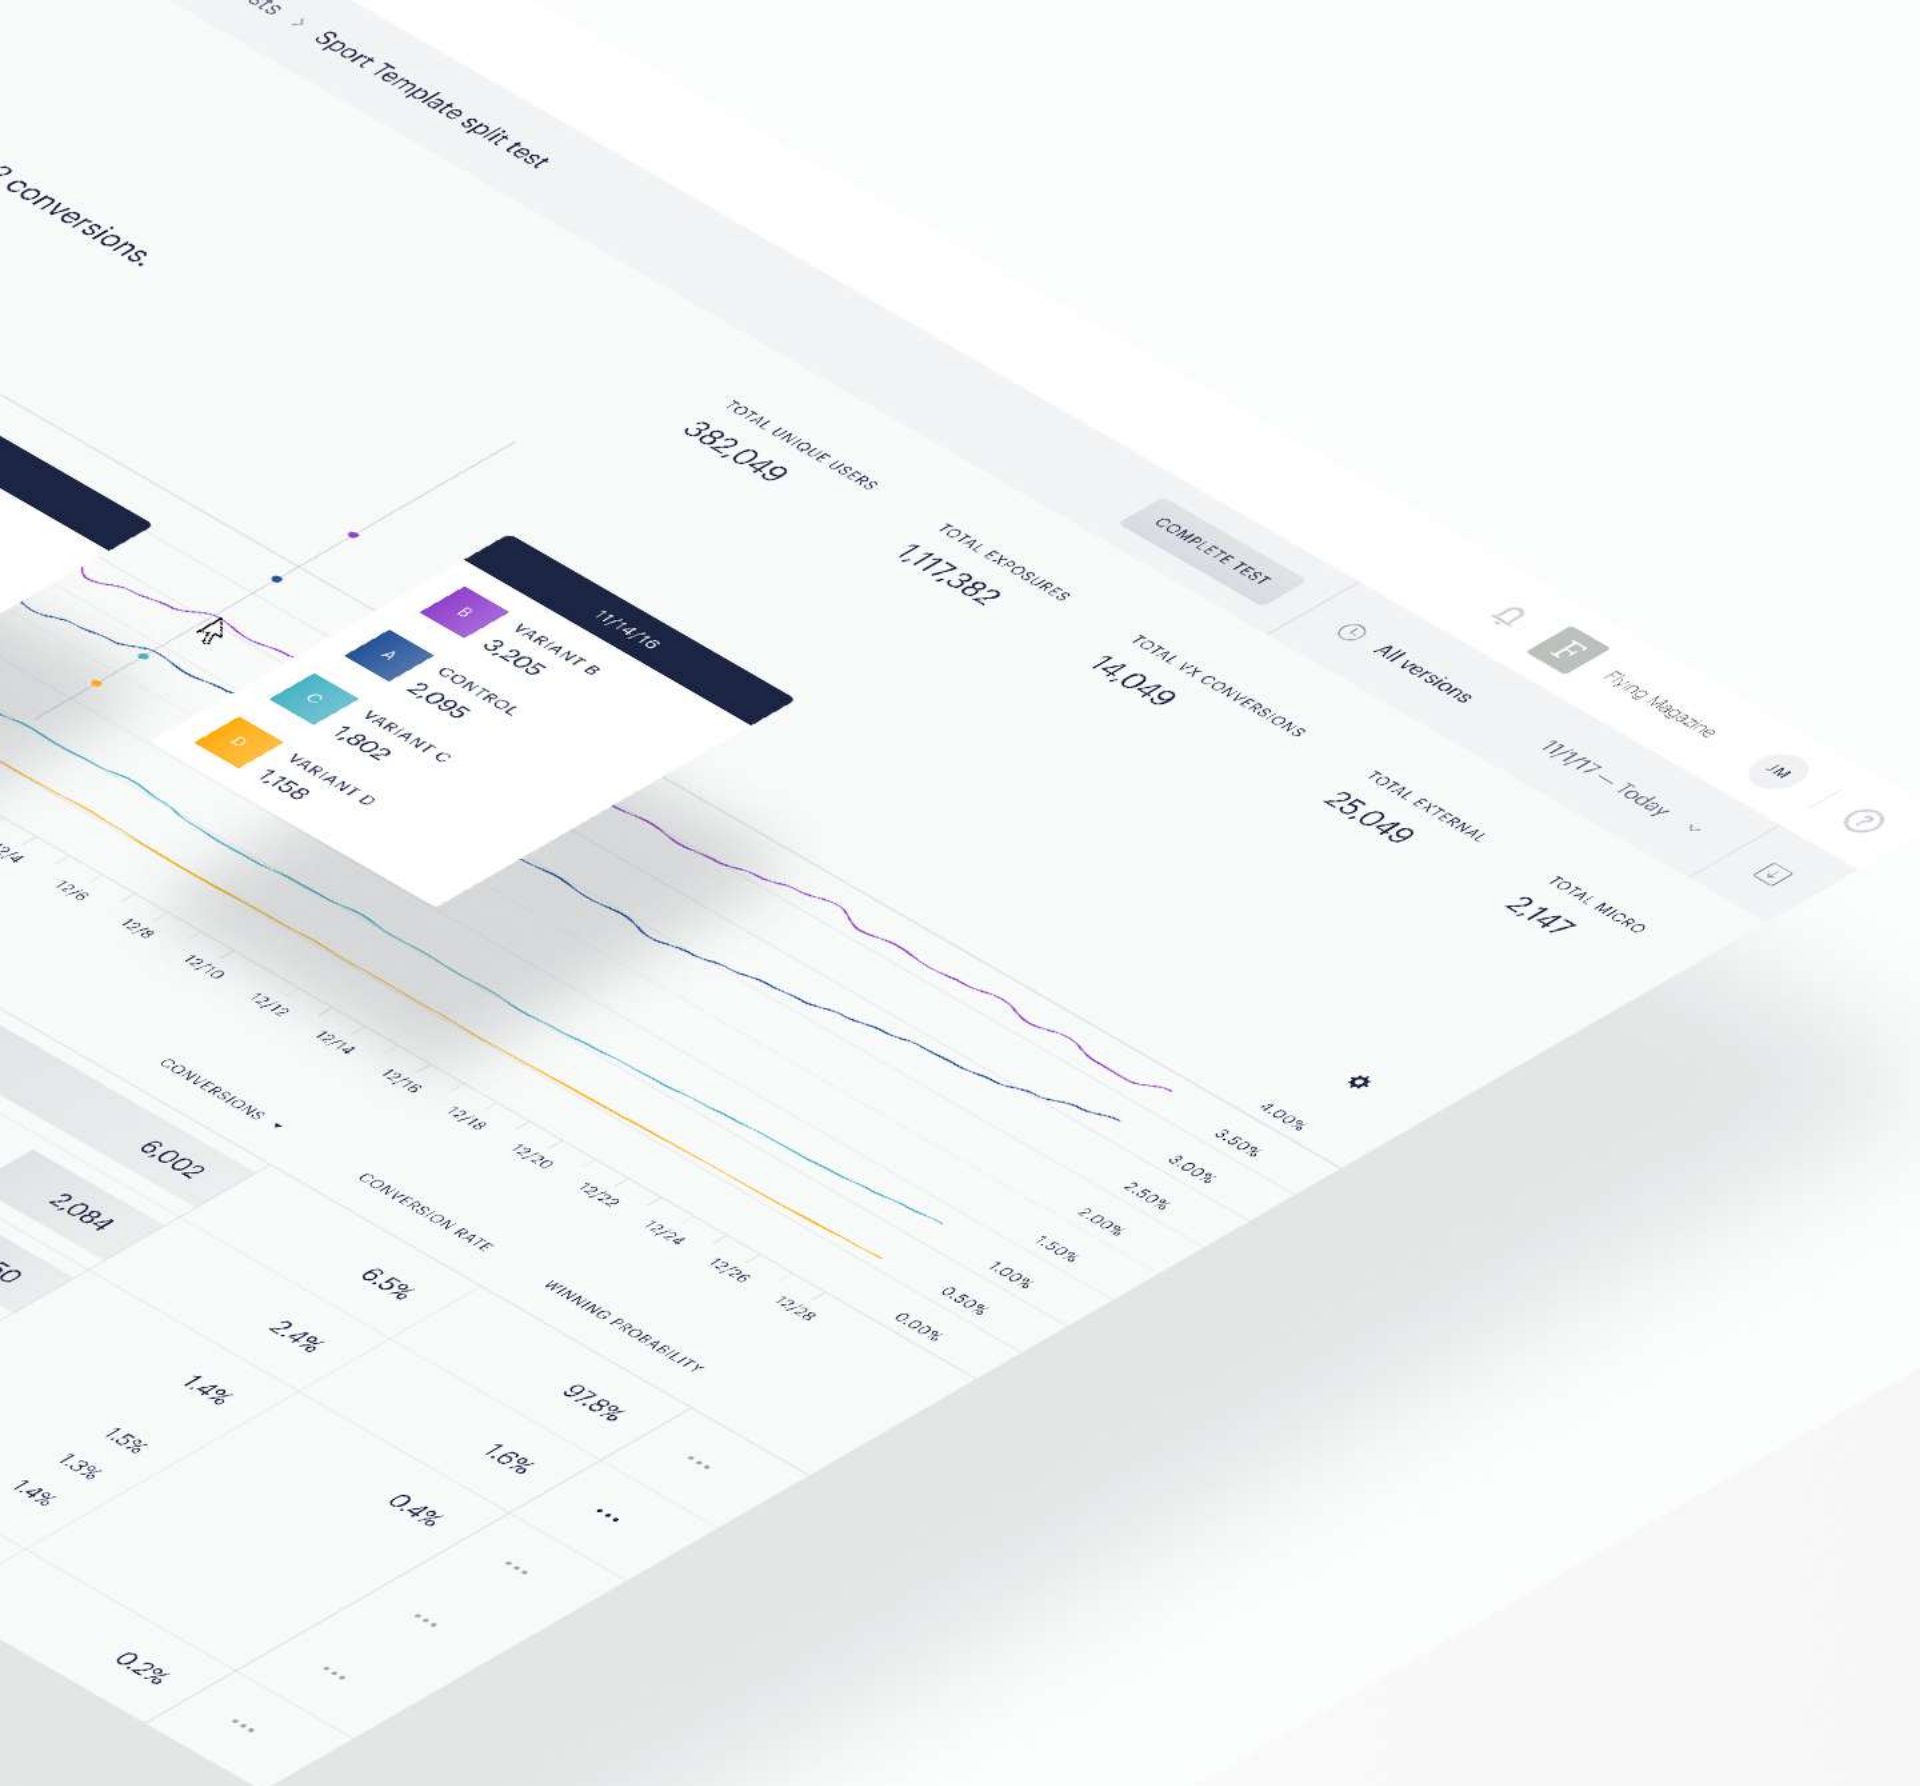 Sport Template split test
conversions.
COMPLETE TEST
All versions
11/1/17 – Today
F
Flying Magazine
JM
?
TOTAL UNIQUE USERS
382,049
TOTAL EXPOSURES
1,117,382
TOTAL VX CONVERSIONS
14,049
TOTAL EXTERNAL
25,049
TOTAL MICRO
2,147
11/14/16
B
VARIANT B
3,205
A
CONTROL
2,095
C
VARIANT C
1,802
D
VARIANT D
1,158
4.00%
3.50%
3.00%
2.50%
2.00%
1.50%
1.00%
0.50%
0.00%
12/6
12/8
12/10
12/12
12/14
12/16
12/18
12/20
12/22
12/24
12/26
12/28
CONVERSIONS
CONVERSION RATE
WINNING PROBABILITY
6,002
6.5%
97.8%
2,084
2.4%
1.6%
1.4%
0.4%
1.5%
1.3%
1.4%
0.2%